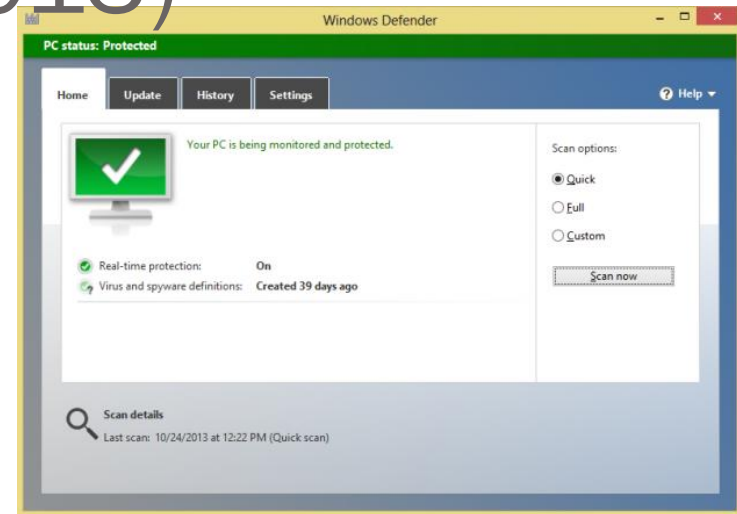 018)
Windows Defender
PC status: Protected
Home Update History Settings Help
Your PC is being monitored and protected.
Scan options:
Quick
Full
Custom
Scan now
Real-time protection: On
Virus and spyware definitions: Created 39 days ago
Scan details
Last scan: 10/24/2013 at 12:22 PM (Quick scan)